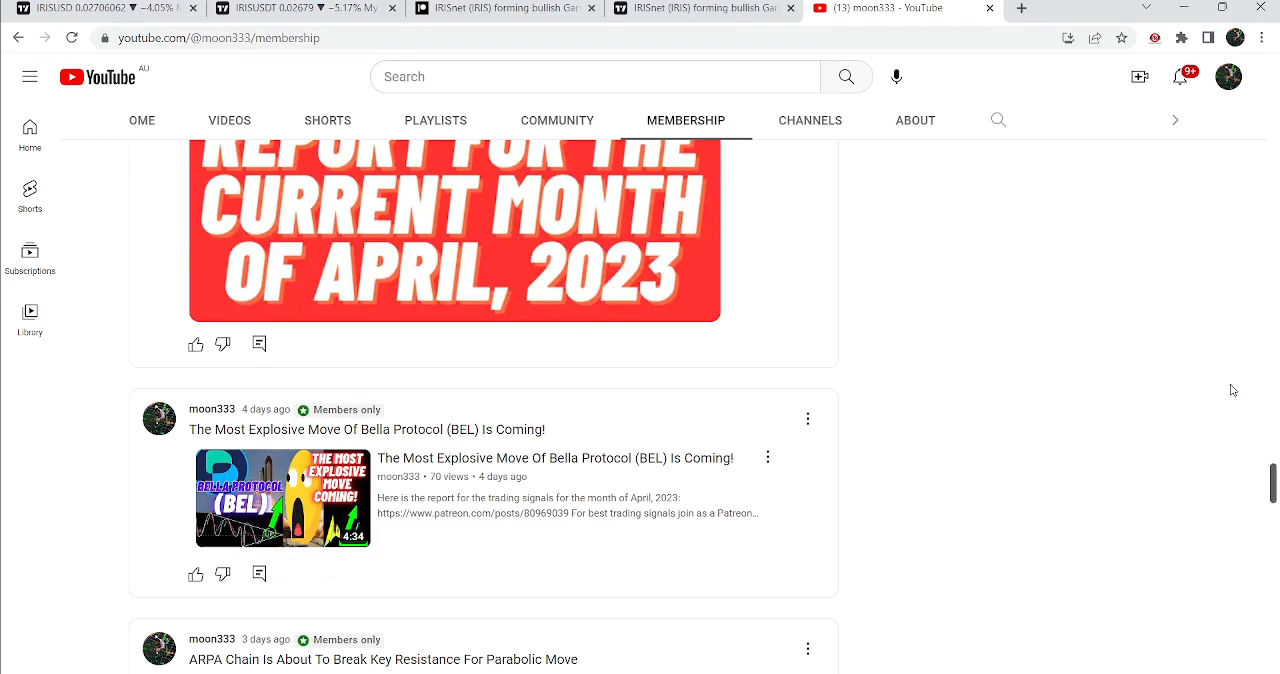 IRISUSD 0.02706062 ▼ −4.05% M
IRISUSDT 0.02679 ▼ −5.17% My
IRISnet (IRIS) forming bullish Gar
IRISnet (IRIS) forming bullish Gar
(13) moon333 - YouTube
youtube.com/@moon333/membership
YouTube AU
Search
9+
OME VIDEOS SHORTS PLAYLISTS COMMUNITY MEMBERSHIP CHANNELS ABOUT
Home
Shorts
Subscriptions
Library
REPORT FOR THE
CURRENT MONTH
OF APRIL, 2023
moon333 4 days ago Members only
The Most Explosive Move Of Bella Protocol (BEL) Is Coming!
BELLA PROTOCOL
(BEL)
THE MOST
EXPLOSIVE
MOVE
COMING!
4:34
The Most Explosive Move Of Bella Protocol (BEL) Is Coming!
moon333 • 70 views • 4 days ago
Here is the report for the trading signals for the month of April, 2023:
https://www.patreon.com/posts/80969039 For best trading signals join as a Patreon...
moon333 3 days ago Members only
ARPA Chain Is About To Break Key Resistance For Parabolic Move